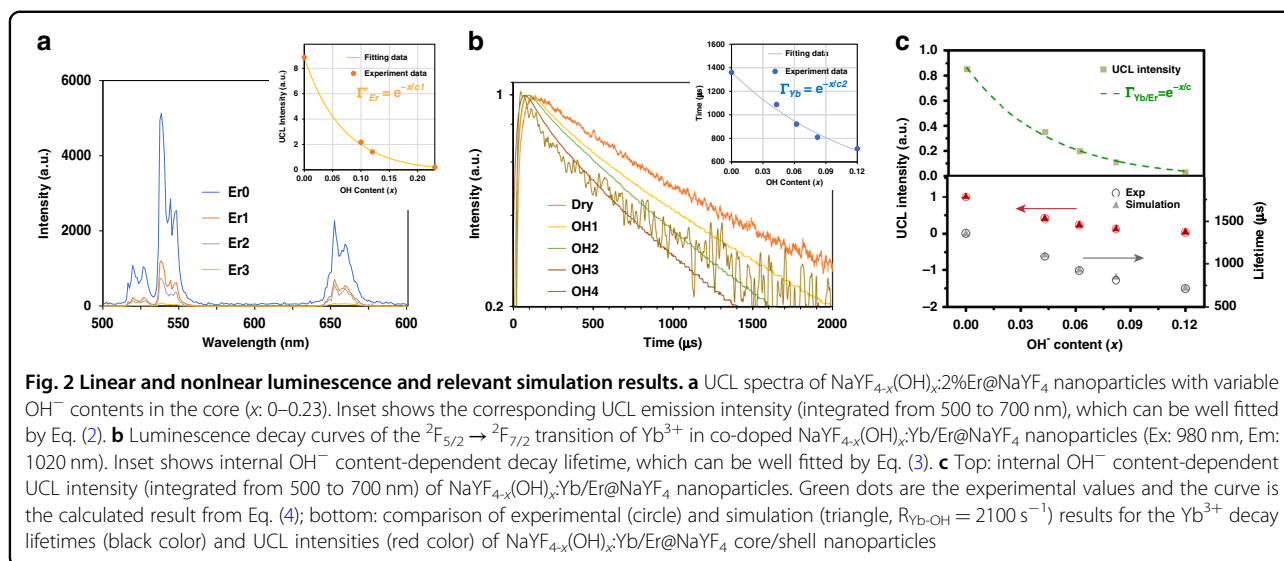 a
6000
4000
2000
0
500
550
600
650
600
Wavelength (nm)
Intensity (a.u.)
Er0
Er1
Er2
Er3
8
6
4
2
0
0.00
0.10
0.20
OH Content (x)
UCL Intensity (a.u.)
Fitting data
Experiment data
Γ*Er = e−x/c1
b
1
0.2
0
500
1000
1500
2000
Time (µs)
Intensity (a.u.)
Dry
OH1
OH2
OH3
OH4
1600
1400
1200
1000
800
600
0.00
0.03
0.06
0.09
0.12
OH Content (x)
Time (µs)
Fitting data
Experiment data
ΓYb = e−x/c2
c
1.0
0.8
0.6
0.4
0.2
0.0
UCL intensity
ΓYb/Er=e−x/c
1
0
−1
−2
Exp
Simulation
1500
1000
500
0.00
0.03
0.06
0.09
0.12
OH− content (x)
UCL intensity (a.u.)
Lifetime (µs)
Fig. 2 Linear and nonlnear luminescence and relevant simulation results. a UCL spectra of NaYF4-x(OH)x:2%Er@NaYF4 nanoparticles with variable
OH− contents in the core (x: 0–0.23). Inset shows the corresponding UCL emission intensity (integrated from 500 to 700 nm), which can be well fitted
by Eq. (2). b Luminescence decay curves of the 2F5/2 → 2F7/2 transition of Yb3+ in co-doped NaYF4-x(OH)x:Yb/Er@NaYF4 nanoparticles (Ex: 980 nm, Em:
1020 nm). Inset shows internal OH− content-dependent decay lifetime, which can be well fitted by Eq. (3). c Top: internal OH− content-dependent
UCL intensity (integrated from 500 to 700 nm) of NaYF4-x(OH)x:Yb/Er@NaYF4 nanoparticles. Green dots are the experimental values and the curve is
the calculated result from Eq. (4); bottom: comparison of experimental (circle) and simulation (triangle, RYb-OH = 2100 s−1) results for the Yb3+ decay
lifetimes (black color) and UCL intensities (red color) of NaYF4-x(OH)x:Yb/Er@NaYF4 core/shell nanoparticles